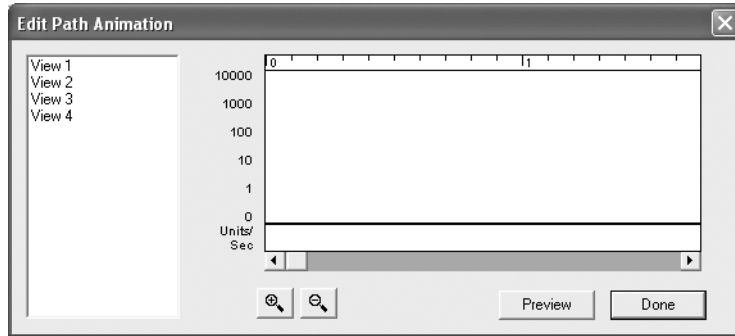 Edit Path Animation
View 1
View 2
View 3
View 4
0 1
10000
1000
100
10
1
0
Units/
Sec
Preview Done